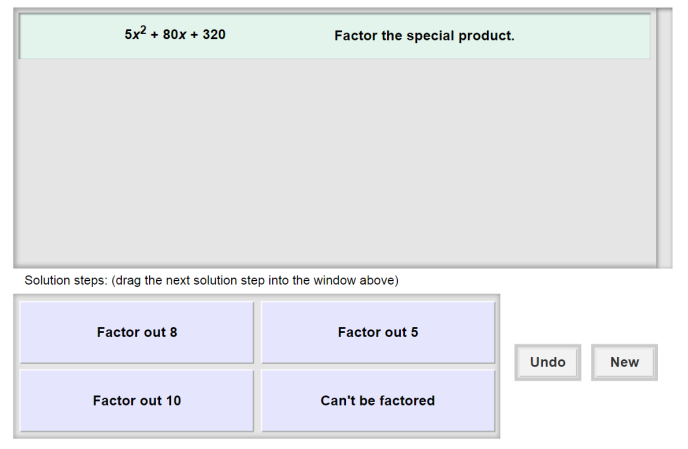 5x² + 80x + 320 Factor the special product.
Solution steps: (drag the next solution step into the window above)
Factor out 8 Factor out 5
Undo New
Factor out 10 Can't be factored